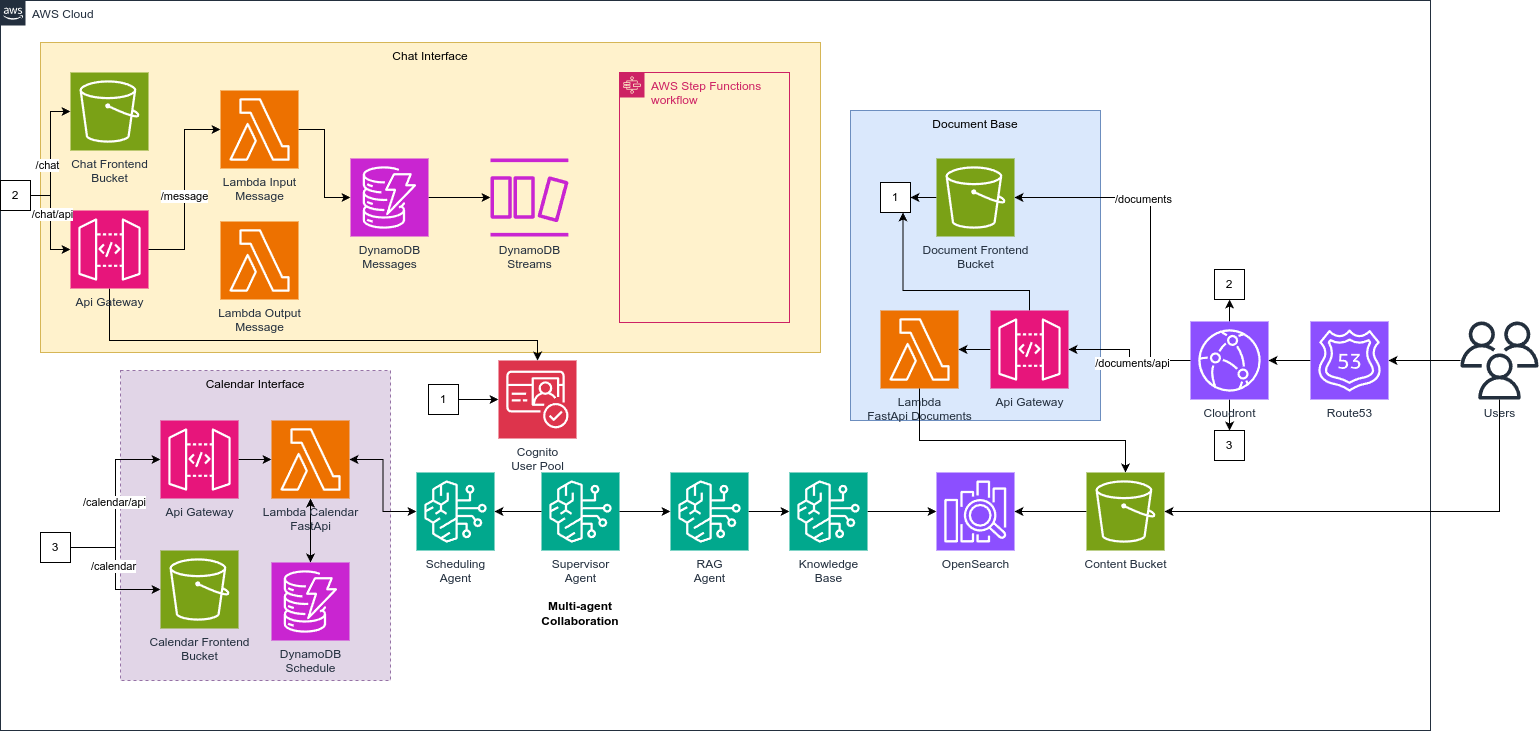 aws
AWS Cloud
Chat Interface
AWS Step Functions
workflow
Chat Frontend
Bucket
/chat
2
/chat/api
Api Gateway
/message
Lambda Input
Message
Lambda Output
Message
DynamoDB
Messages
DynamoDB
Streams
Document Base
1
Document Frontend
Bucket
/documents
Lambda
FastApi Documents
Api Gateway
/documents/api
2
Cloudront
3
53
Route53
Users
Calendar Interface
1
Cognito
User Pool
Api Gateway
Lambda Calendar
FastApi
/calendar/api
3
/calendar
Calendar Frontend
Bucket
DynamoDB
Schedule
Scheduling
Agent
Supervisor
Agent
RAG
Agent
Knowledge
Base
OpenSearch
Content Bucket
Multi-agent
Collaboration